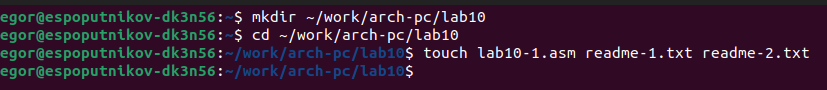 egor@espoputnikov-dk3n56:~$ mkdir ~/work/arch-pc/lab10
egor@espoputnikov-dk3n56:~$ cd ~/work/arch-pc/lab10
egor@espoputnikov-dk3n56:~/work/arch-pc/lab10$ touch lab10-1.asm readme-1.txt readme-2.txt
egor@espoputnikov-dk3n56:~/work/arch-pc/lab10$